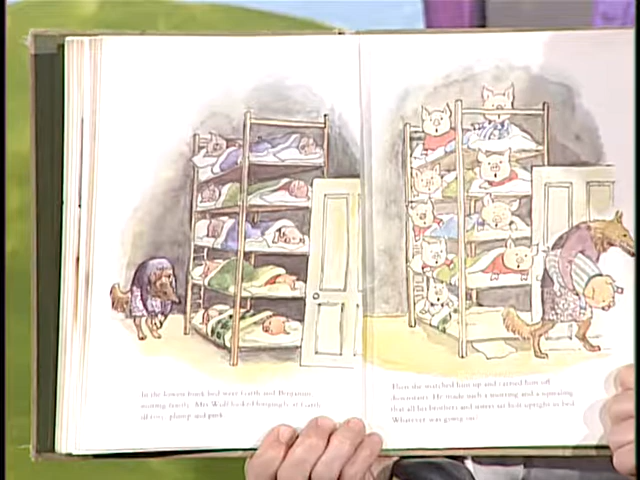 In the lowest bunk bed were Garth and Benjamin
snoring faintly. Mrs Wolf looked longingly at Garth
all rosy, plump and pink.
Then she snatched him up and carried him off
downstairs. He made such a snorting and a squealing
that all his brothers and sisters sat bolt upright in bed.
Whatever was going on?